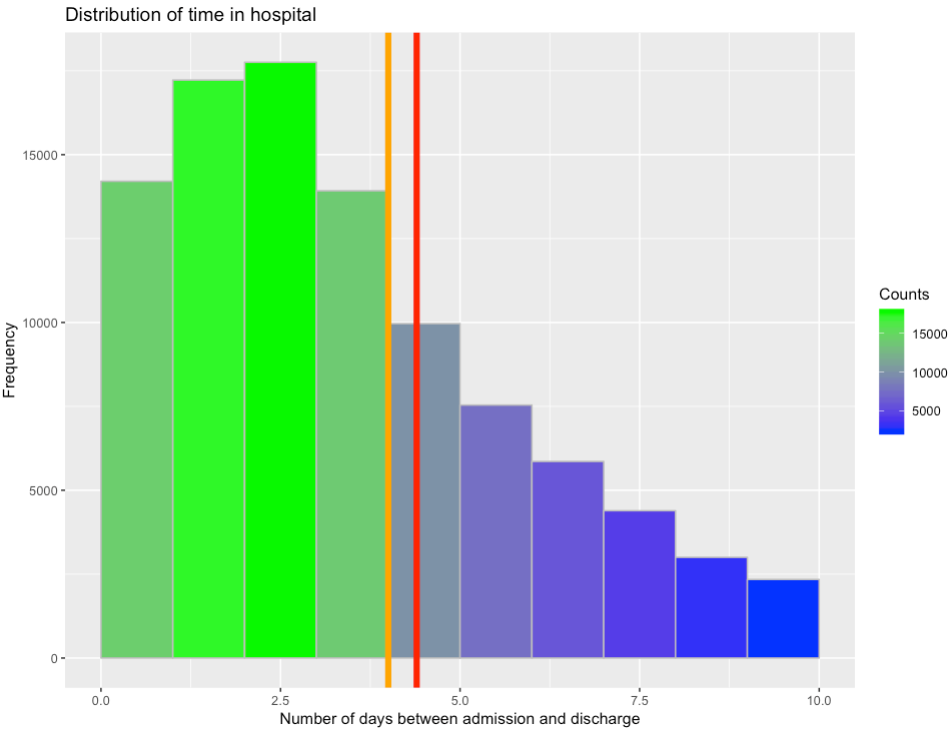 Distribution of time in hospital
Frequency
15000
10000
5000
0
0.0 2.5 5.0 7.5 10.0
Number of days between admission and discharge
Counts
15000
10000
5000